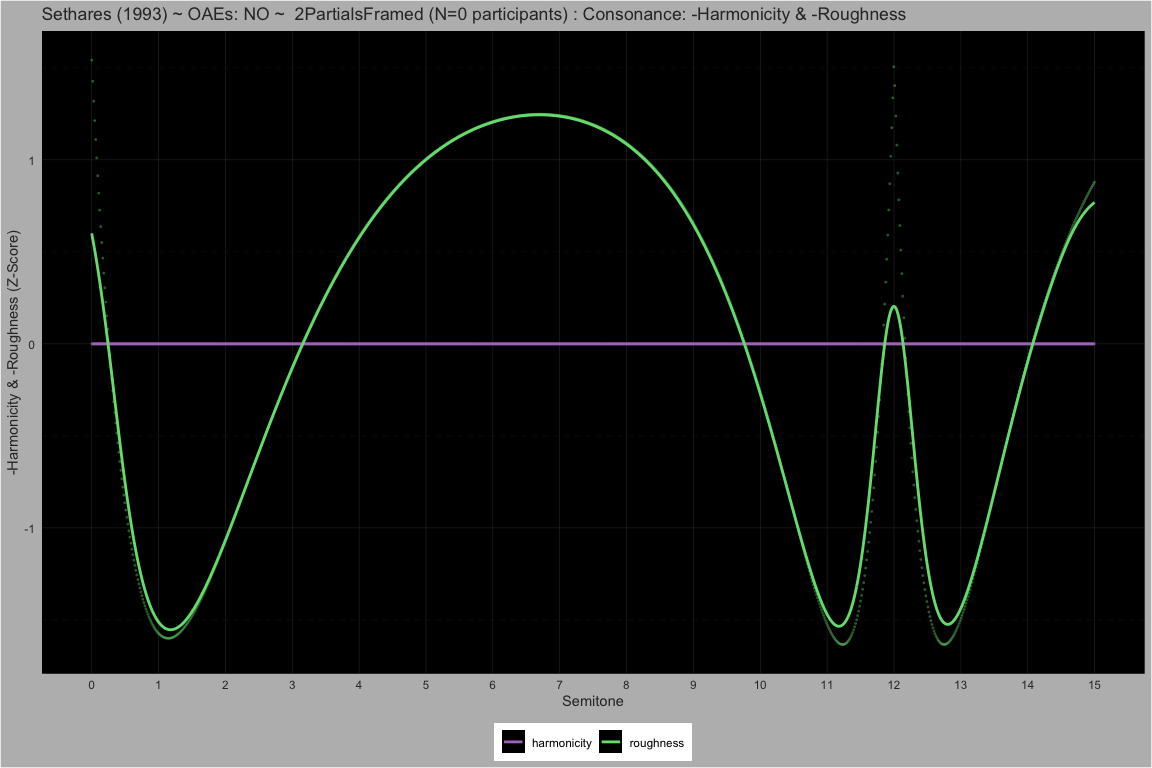 Sethares (1993) ~ OAEs: NO ~  2PartialsFramed (N=0 participants) : Consonance: -Harmonicity & -Roughness
-Harmonicity & -Roughness (Z-Score)
1
0
-1
0 1 2 3 4 5 6 7 8 9 10 11 12 13 14 15
Semitone
harmonicity roughness